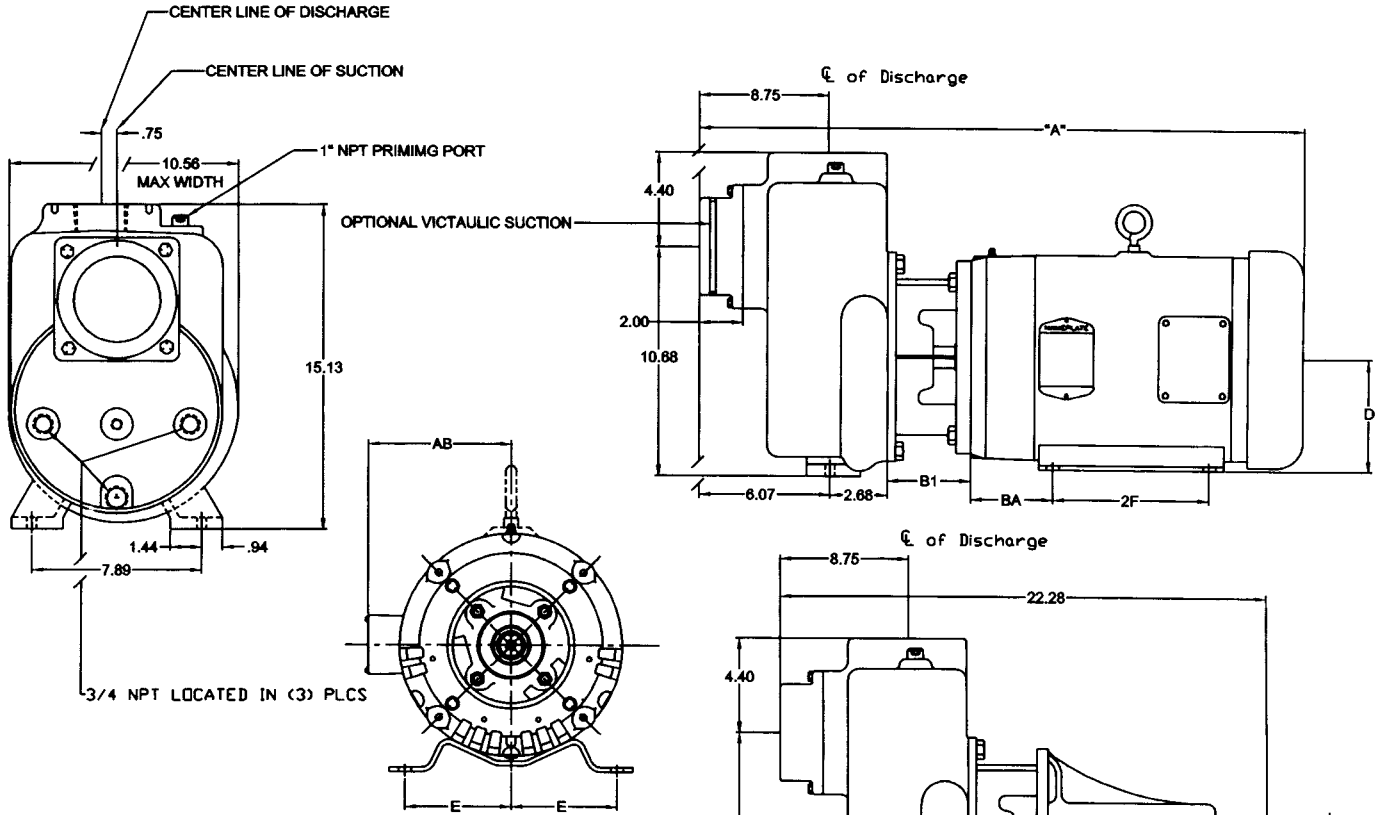 CENTER LINE OF DISCHARGE
CENTER LINE OF SUCTION
.75
10.56
MAX WIDTH
1" NPT PRIMIMG PORT
OPTIONAL VICTAULIC SUCTION
15.13
1.44
.94
7.89
3/4 NPT LOCATED IN (3) PLCS
AB
E
E
℄ of Discharge
8.75
"A"
4.40
2.00
10.68
NAMEPLATE
D
6.07
2.68
B1
BA
2F
℄ of Discharge
8.75
22.28
4.40